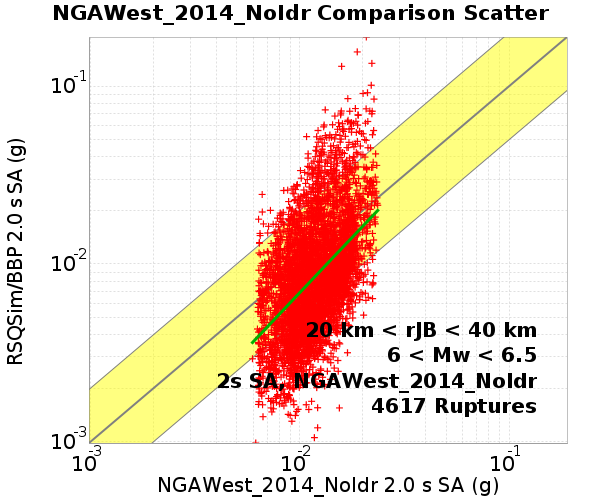 NGAWest_2014_NoIdr Comparison Scatter
RSQSim/BBP 2.0 s SA (g)
10-1
10-2
10-3
20 km < rJB < 40 km
6 < Mw < 6.5
2s SA, NGAWest_2014_NoIdr
4617 Ruptures
10-3 10-2 10-1
NGAWest_2014_NoIdr 2.0 s SA (g)